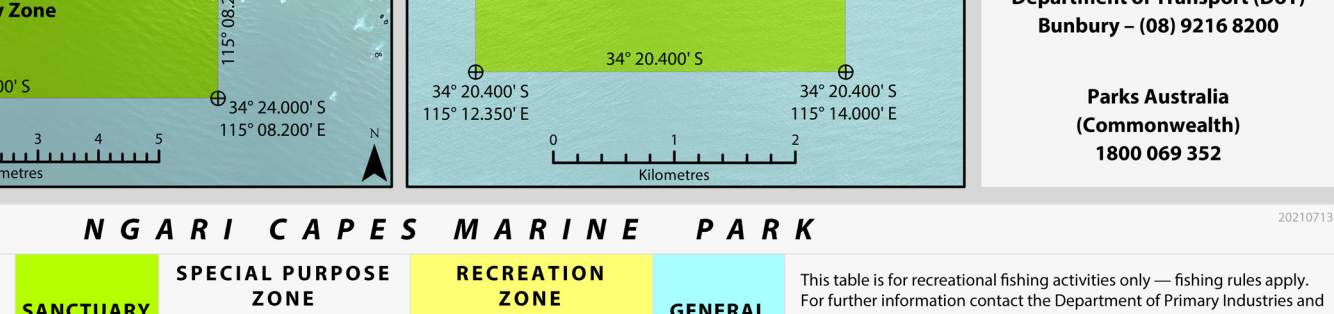 y Zone
115° 08.2
00' S
34° 24.000' S
115° 08.200' E
3 4 5
metres
N
34° 20.400' S
34° 20.400' S
115° 12.350' E
34° 20.400' S
115° 14.000' E
0 1 2
Kilometres
Department of Transport (DoT)
Bunbury – (08) 9216 8200
Parks Australia
(Commonwealth)
1800 069 352
NGARI CAPES MARINE PARK
20210713
SANCTUARY
SPECIAL PURPOSE
ZONE
RECREATION
ZONE
GENERAL
This table is for recreational fishing activities only — fishing rules apply.
For further information contact the Department of Primary Industries and